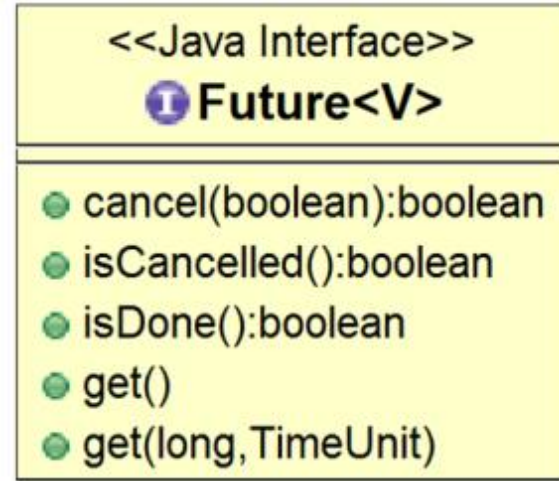 <<Java Interface>>
I Future<V>
cancel(boolean):boolean
isCancelled():boolean
isDone():boolean
get()
get(long,TimeUnit)